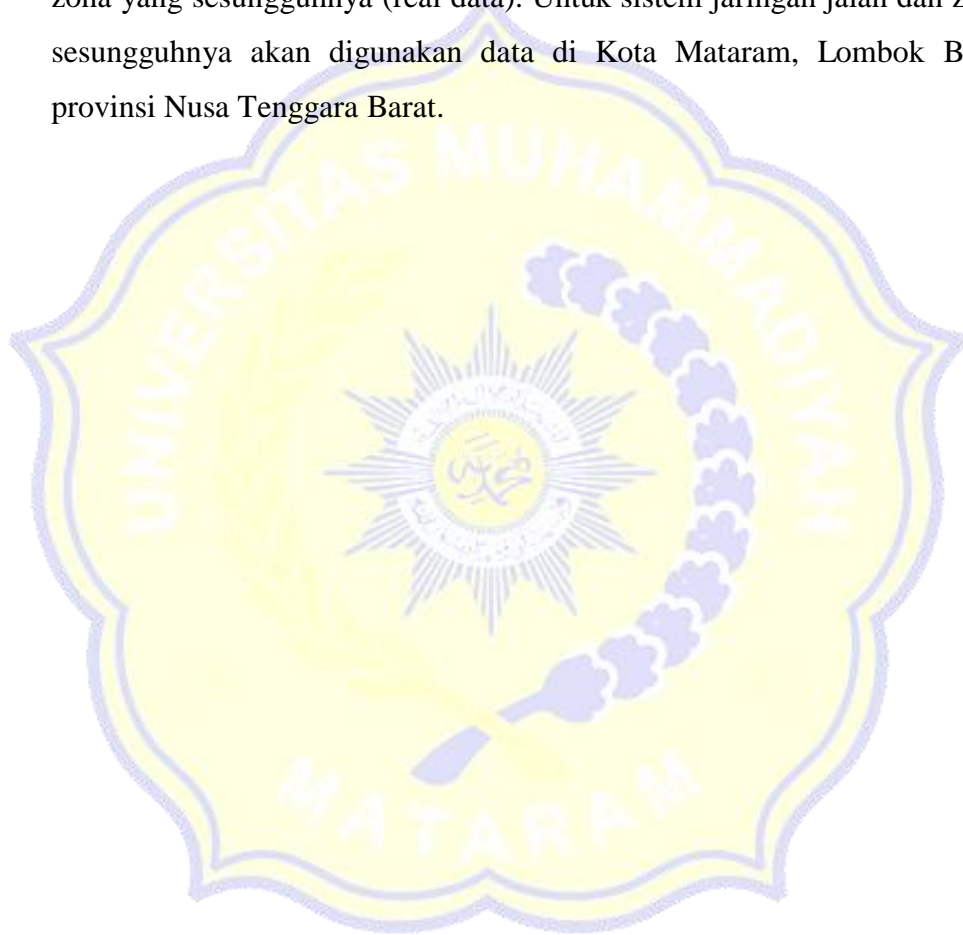 zona yang sesungguhnya (real data). Untuk sistem jaringan jalan dan z
sesungguhnya akan digunakan data di Kota Mataram, Lombok B
provinsi Nusa Tenggara Barat.
UNIVERSITAS MUHAMMADIYAH
MATARAM